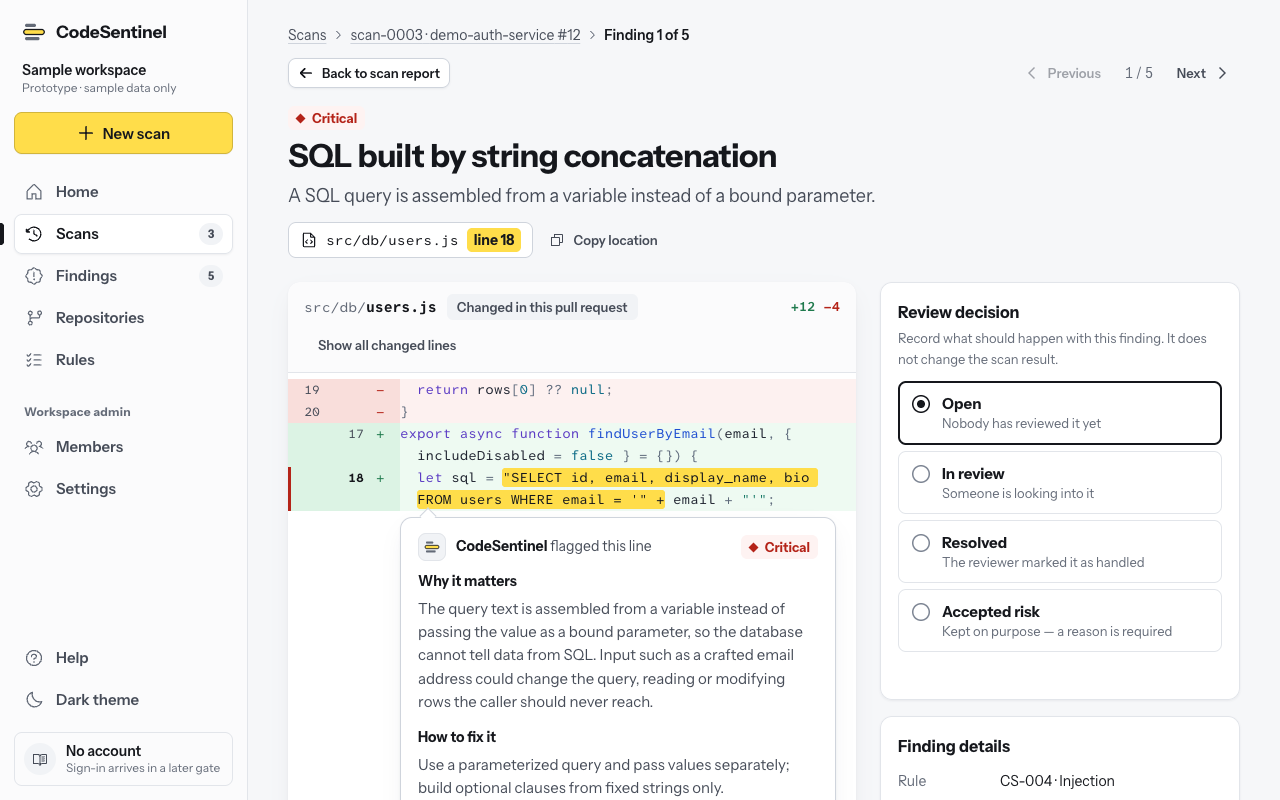 CodeSentinel
Sample workspace
Prototype · sample data only
New scan
Home
Scans 3
Findings 5
Repositories
Rules
Workspace admin
Members
Settings
Help
Dark theme
No account
Sign-in arrives in a later gate
Scans > scan-0003 · demo-auth-service #12 > Finding 1 of 5
Back to scan report
Previous 1 / 5 Next
Critical
SQL built by string concatenation
A SQL query is assembled from a variable instead of a bound parameter.
src/db/users.js line 18 Copy location
src/db/users.js Changed in this pull request +12 −4
Show all changed lines
19 − return rows[0] ?? null;
20 − }
17 + export async function findUserByEmail(email, {
includeDisabled = false } = {}) {
18 + let sql = "SELECT id, email, display_name, bio
FROM users WHERE email = '" + email + "'";
CodeSentinel flagged this line Critical
Why it matters
The query text is assembled from a variable instead of
passing the value as a bound parameter, so the database
cannot tell data from SQL. Input such as a crafted email
address could change the query, reading or modifying
rows the caller should never reach.
How to fix it
Use a parameterized query and pass values separately;
build optional clauses from fixed strings only.
Review decision
Record what should happen with this finding. It does
not change the scan result.
Open
Nobody has reviewed it yet
In review
Someone is looking into it
Resolved
The reviewer marked it as handled
Accepted risk
Kept on purpose — a reason is required
Finding details
Rule CS-004 · Injection